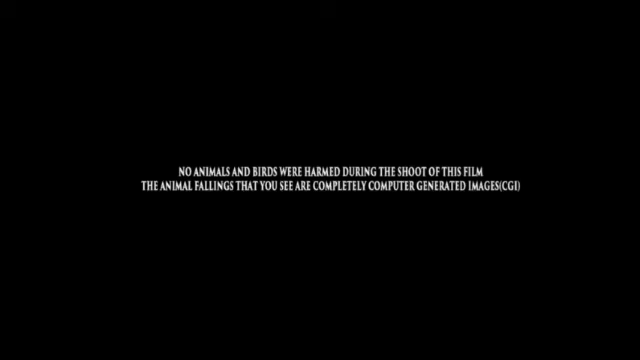 NO ANIMALS AND BIRDS WERE HARMED DURING THE SHOOT OF THIS FILM
THE ANIMAL FALLINGS THAT YOU SEE ARE COMPLETELY COMPUTER GENERATED IMAGES(CGI)